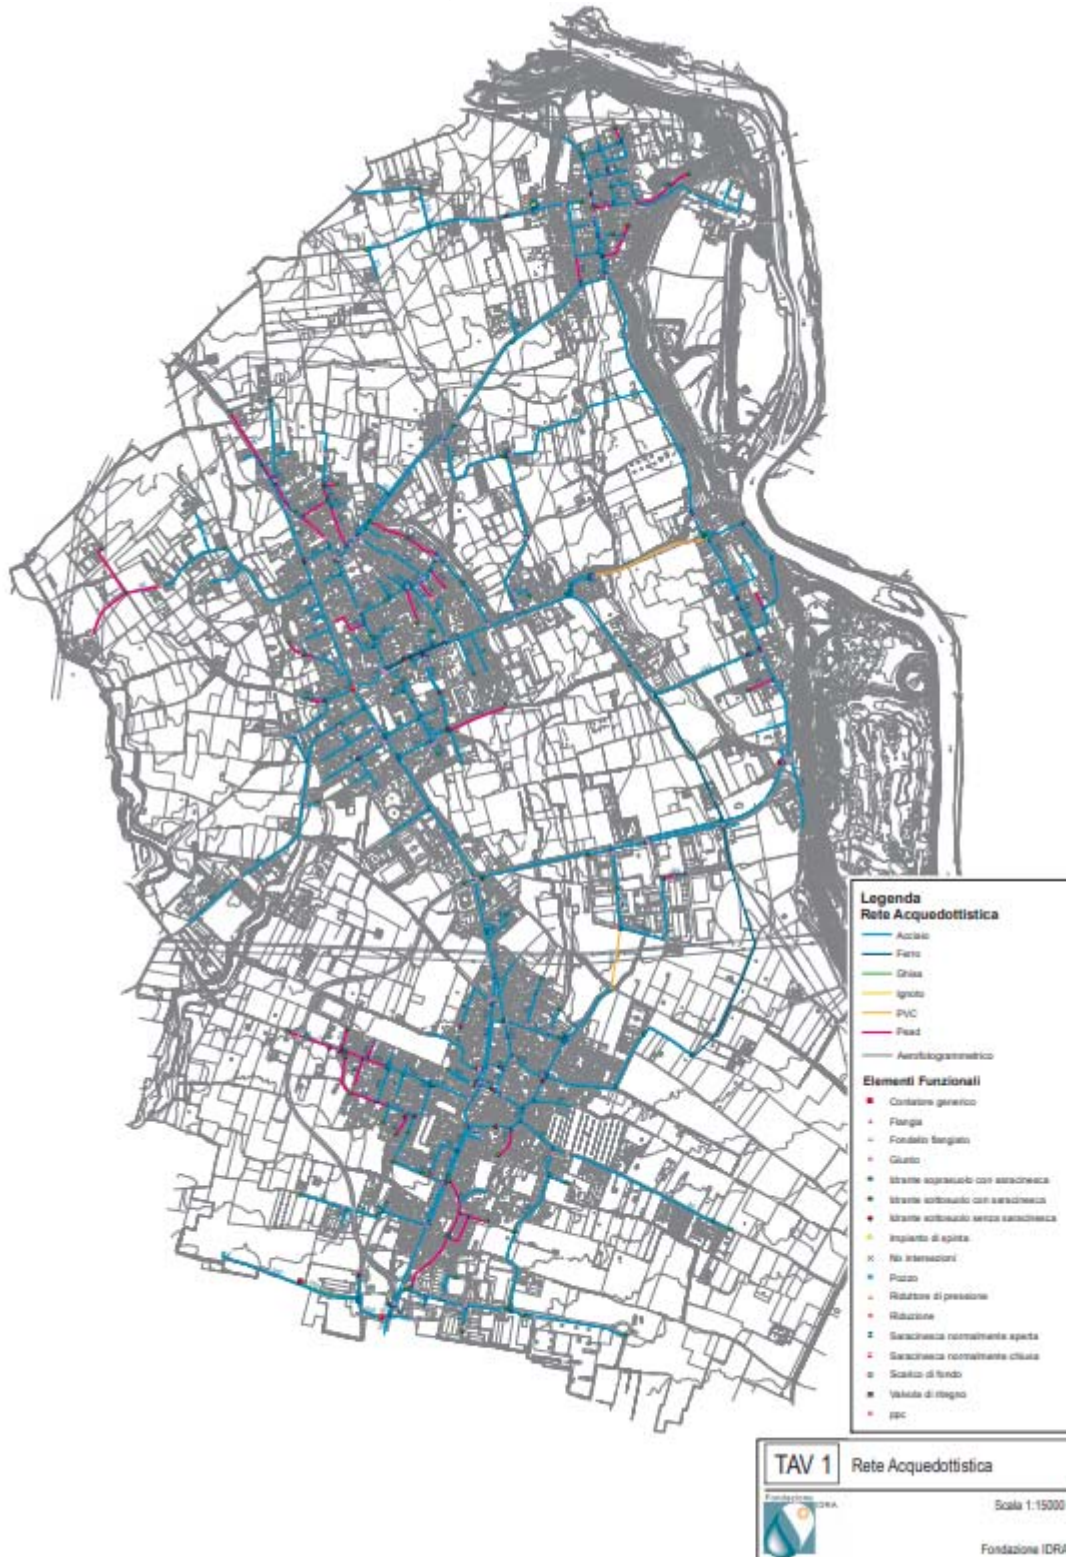 Legenda
Rete Acquedottistica
Acciaio
Ferro
Ghisa
Ignoto
PVC
Pead
Aerofotogrammetrico
Elementi Funzionali
Contatore generico
Flangia
Fondello flangiato
Giunto
Idrante soprasuolo con saracinesca
Idrante sottosuolo con saracinesca
Idrante sottosuolo senza saracinesca
Impianto di spinta
No intersezioni
Pozzo
Riduttore di pressione
Riduzione
Saracinesca normalmente aperta
Saracinesca normalmente chiusa
Scarico di fondo
Valvola di ritegno
ppc
TAV 1
Rete Acquedottistica
Fondazione
IDRA
Scala 1:15000
Fondazione IDRA